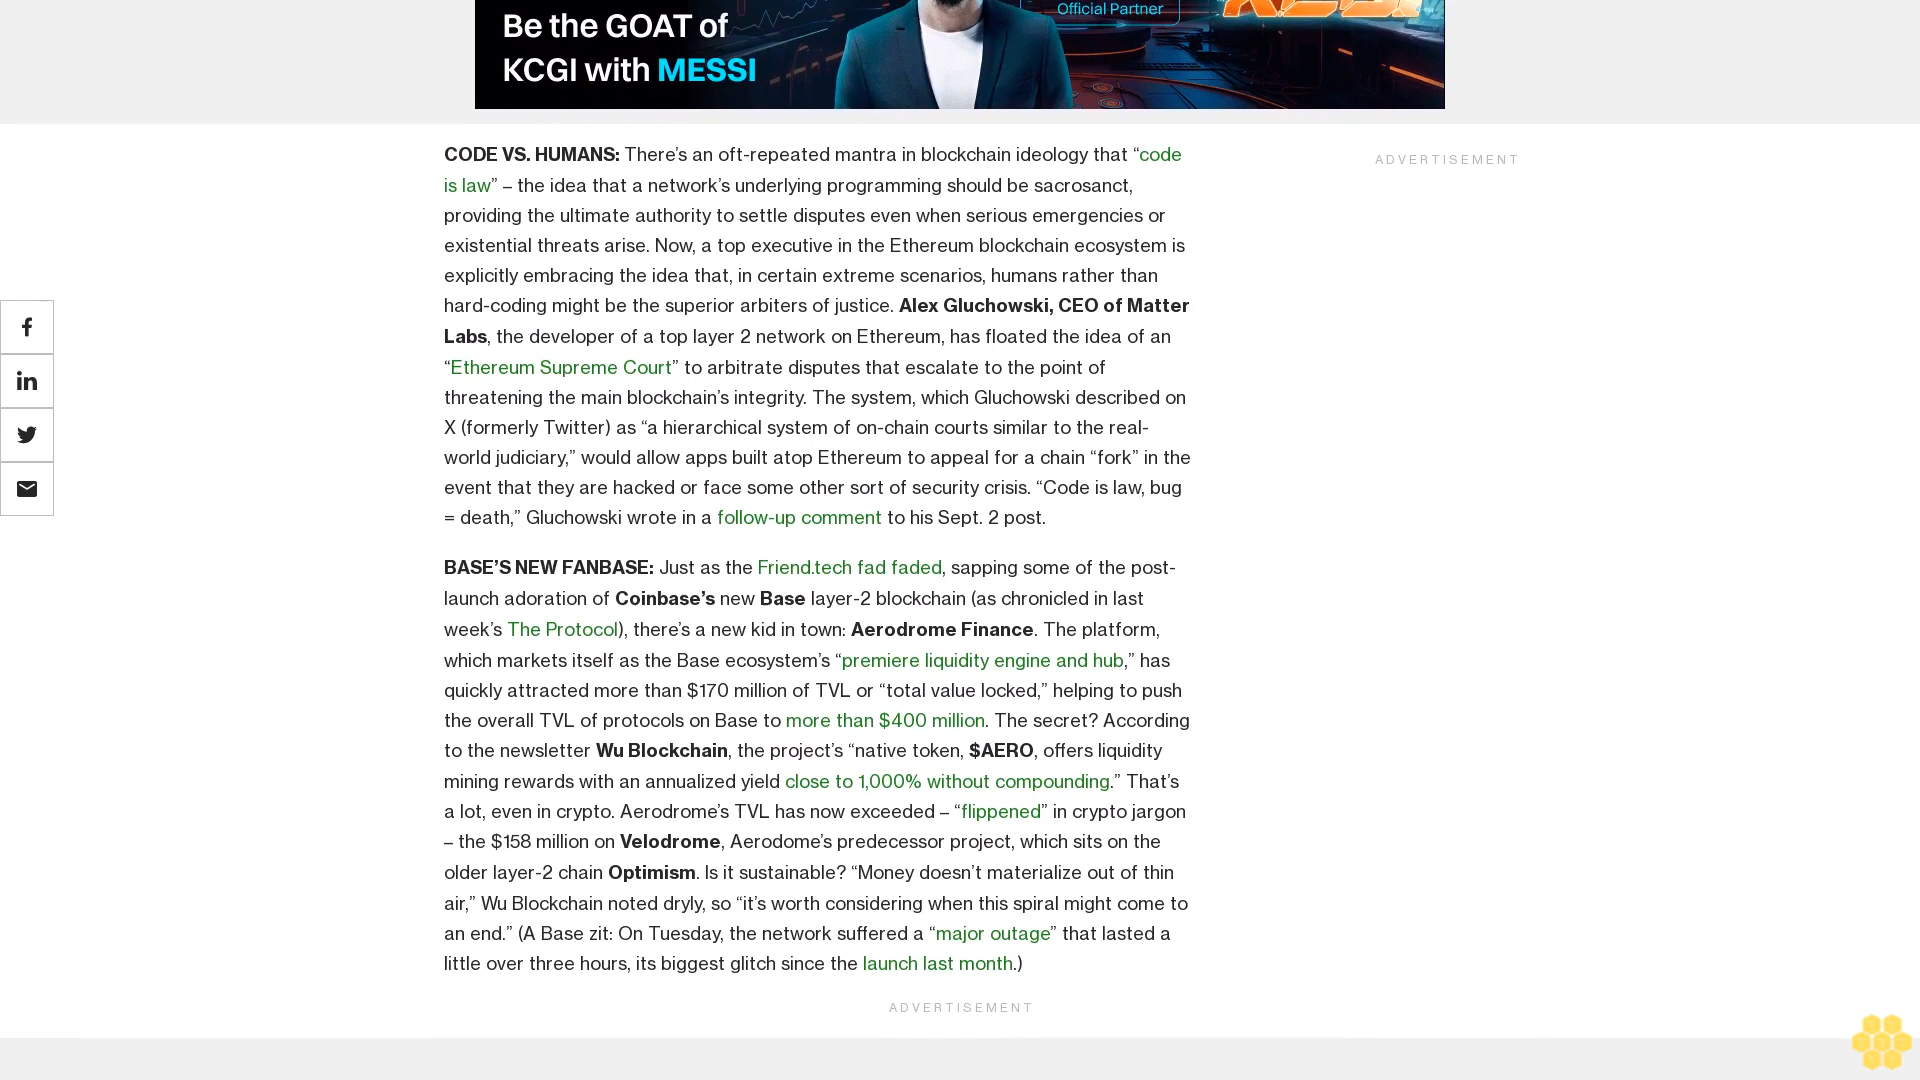 Official Partner
Be the GOAT of
KCGI with MESSI
CODE VS. HUMANS: There’s an oft-repeated mantra in blockchain ideology that “code
is law” – the idea that a network’s underlying programming should be sacrosanct,
providing the ultimate authority to settle disputes even when serious emergencies or
existential threats arise. Now, a top executive in the Ethereum blockchain ecosystem is
explicitly embracing the idea that, in certain extreme scenarios, humans rather than
hard-coding might be the superior arbiters of justice. Alex Gluchowski, CEO of Matter
Labs, the developer of a top layer 2 network on Ethereum, has floated the idea of an
“Ethereum Supreme Court” to arbitrate disputes that escalate to the point of
threatening the main blockchain’s integrity. The system, which Gluchowski described on
X (formerly Twitter) as “a hierarchical system of on-chain courts similar to the real-
world judiciary,” would allow apps built atop Ethereum to appeal for a chain “fork” in the
event that they are hacked or face some other sort of security crisis. “Code is law, bug
= death,” Gluchowski wrote in a follow-up comment to his Sept. 2 post.
BASE’S NEW FANBASE: Just as the Friend.tech fad faded, sapping some of the post-
launch adoration of Coinbase’s new Base layer-2 blockchain (as chronicled in last
week’s The Protocol), there’s a new kid in town: Aerodrome Finance. The platform,
which markets itself as the Base ecosystem’s “premiere liquidity engine and hub,” has
quickly attracted more than $170 million of TVL or “total value locked,” helping to push
the overall TVL of protocols on Base to more than $400 million. The secret? According
to the newsletter Wu Blockchain, the project’s “native token, $AERO, offers liquidity
mining rewards with an annualized yield close to 1,000% without compounding.” That’s
a lot, even in crypto. Aerodrome’s TVL has now exceeded – “flippened” in crypto jargon
– the $158 million on Velodrome, Aerodome’s predecessor project, which sits on the
older layer-2 chain Optimism. Is it sustainable? “Money doesn’t materialize out of thin
air,” Wu Blockchain noted dryly, so “it’s worth considering when this spiral might come to
an end.” (A Base zit: On Tuesday, the network suffered a “major outage” that lasted a
little over three hours, its biggest glitch since the launch last month.)
ADVERTISEMENT
ADVERTISEMENT